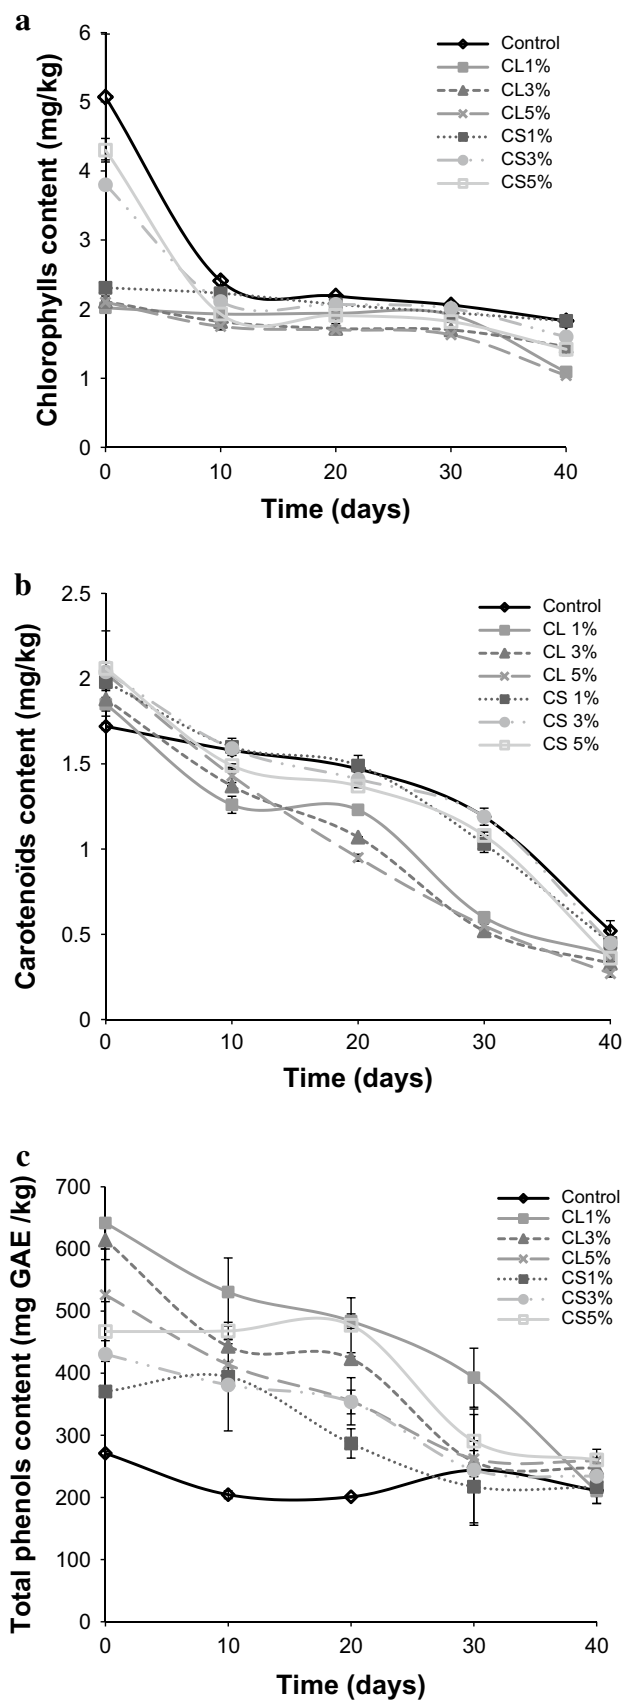 a
Chlorophylls content (mg/kg)
6
5
4
3
2
1
0
0 10 20 30 40
Time (days)
Control
CL1%
CL3%
CL5%
CS1%
CS3%
CS5%
b
Carotenoïds content (mg/kg)
2.5
2
1.5
1
0.5
0
0 10 20 30 40
Time (days)
Control
CL 1%
CL 3%
CL 5%
CS 1%
CS 3%
CS 5%
c
Total phenols content (mg GAE /kg)
700
600
500
400
300
200
100
0
0 10 20 30 40
Time (days)
Control
CL1%
CL3%
CL5%
CS1%
CS3%
CS5%